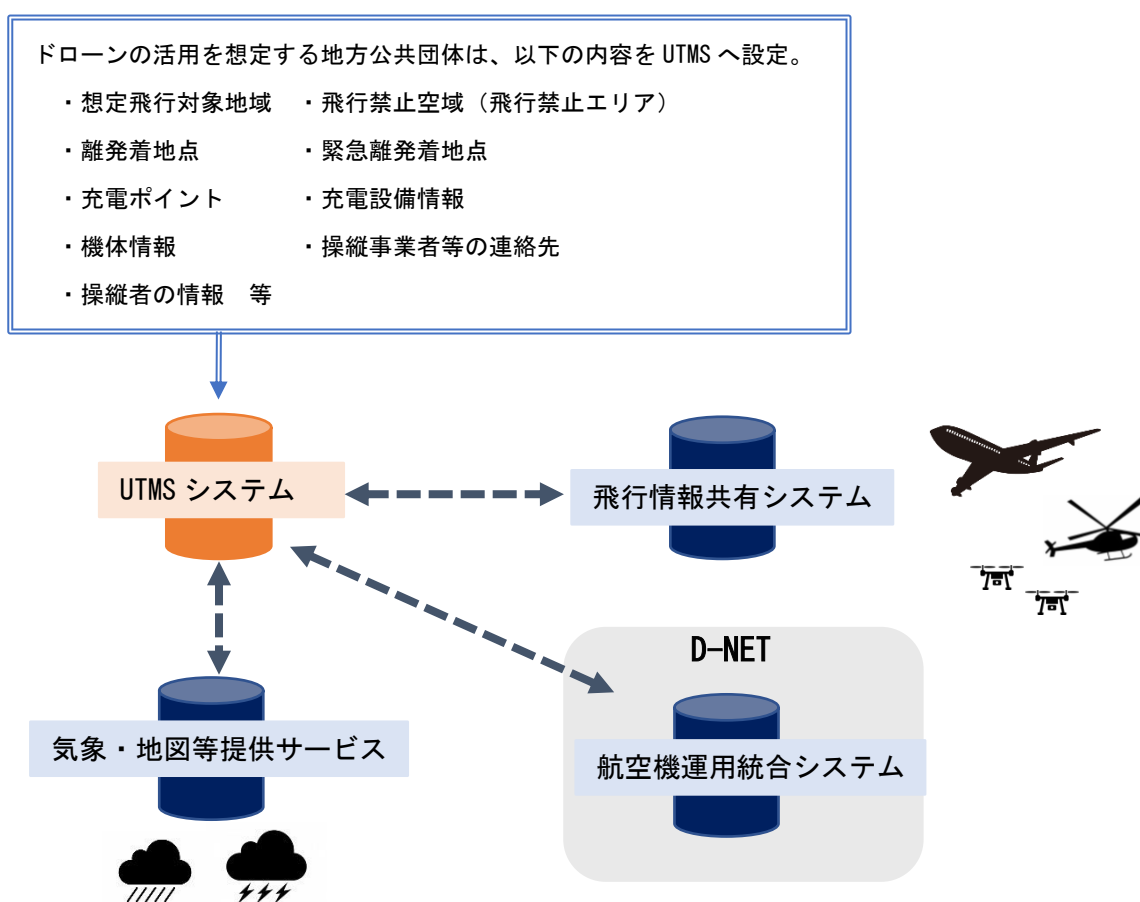 ドローンの活用を想定する地方公共団体は、以下の内容を UTMS へ設定。
・想定飛行対象地域 ・飛行禁止空域（飛行禁止エリア）
・離発着地点 ・緊急離発着地点
・充電ポイント ・充電設備情報
・機体情報 ・操縦事業者等の連絡先
・操縦者の情報　等
UTMS システム
飛行情報共有システム
D-NET
気象・地図等提供サービス
航空機運用統合システム